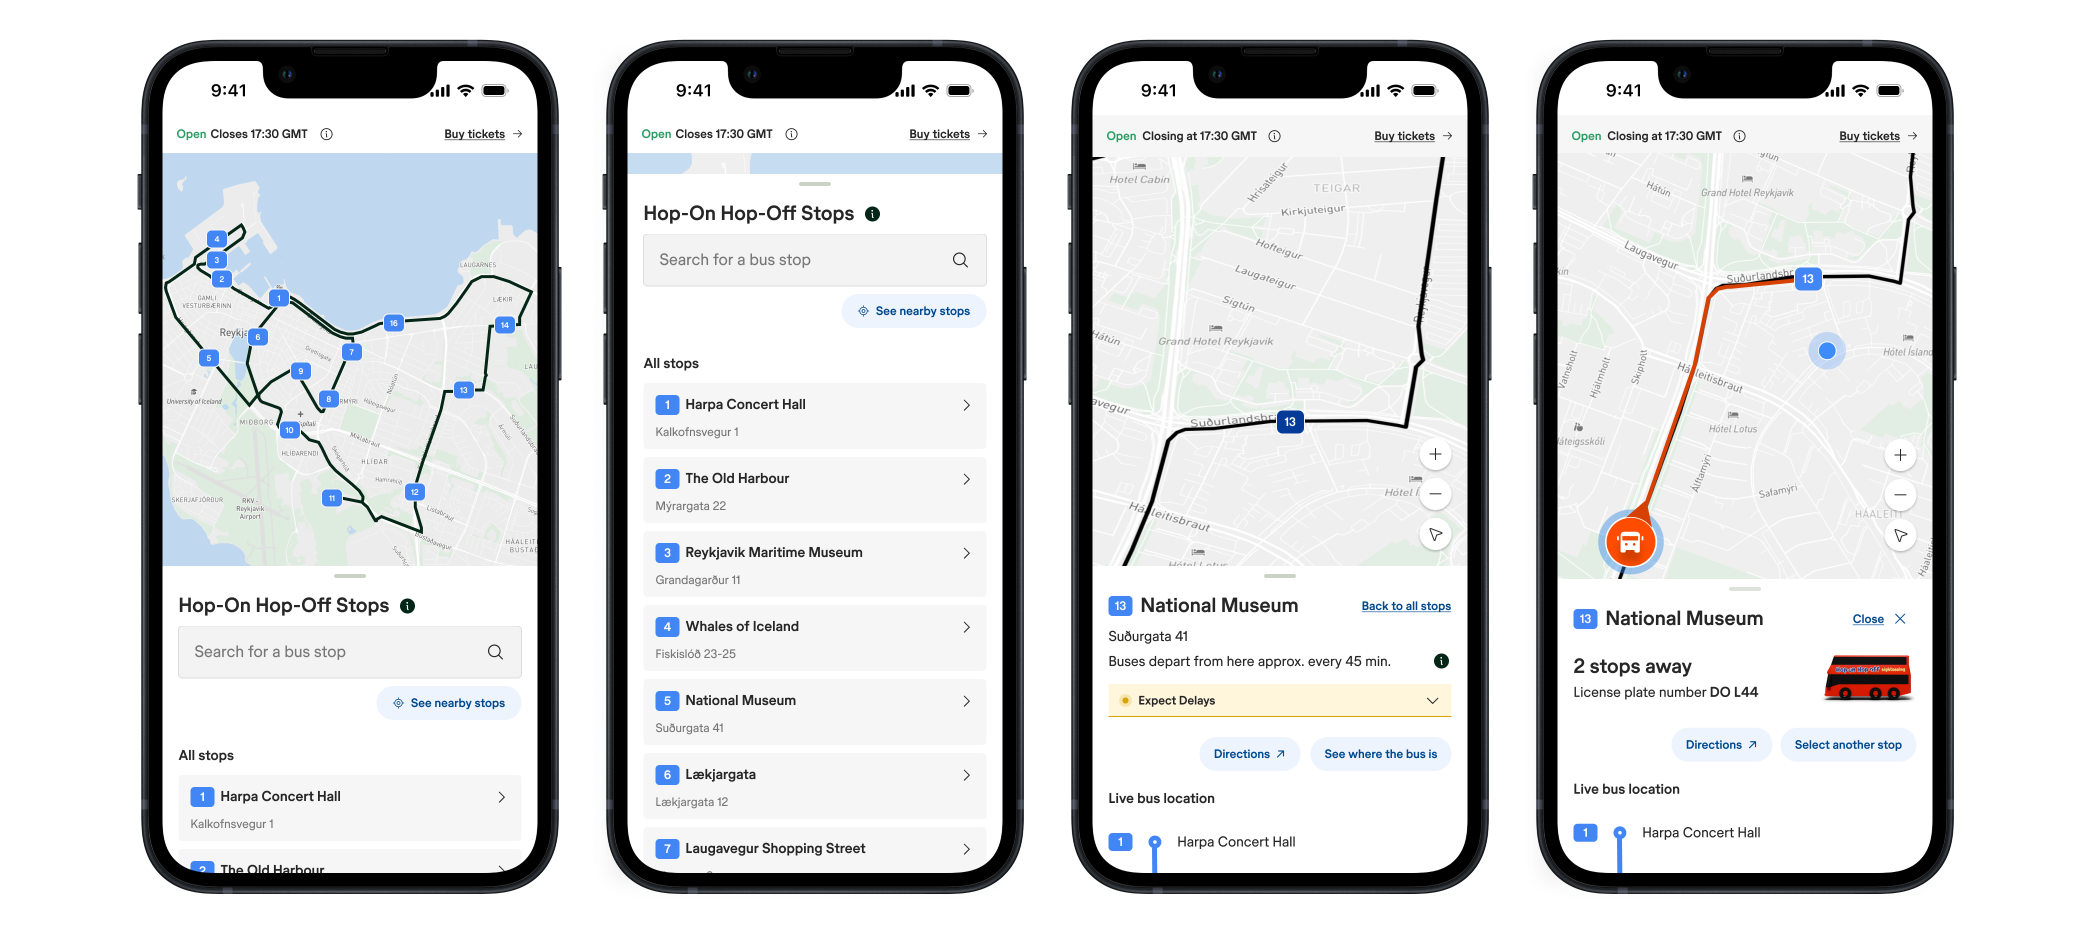 9:41
Open Closes 17:30 GMT
Buy tickets
4
3
2
1
16
14
6
5
7
9
8
13
10
11
12
LAUGARNES
LÆKIR
GAMLI
VESTURBÆRINN
Reykja
University of Iceland
MIÐBORG
HLÍÐARENDI
HLÍÐAR
Miklabraut
SKERJAFJÖRÐUR
RKV -
Reykjavik
Airport
Listabraut
Bústaðavegur
HÁALEITI
BÚSTAÐ
Hop-On Hop-Off Stops
Search for a bus stop
See nearby stops
All stops
1 Harpa Concert Hall
Kalkofnsvegur 1
2 The Old Harbour
9:41
Open Closes 17:30 GMT
Buy tickets
Hop-On Hop-Off Stops
Search for a bus stop
See nearby stops
All stops
1 Harpa Concert Hall
Kalkofnsvegur 1
2 The Old Harbour
Mýrargata 22
3 Reykjavik Maritime Museum
Grandagarður 11
4 Whales of Iceland
Fiskislóð 23-25
5 National Museum
Suðurgata 41
6 Lækjargata
Lækjargata 12
7 Laugavegur Shopping Street
9:41
Open Closing at 17:30 GMT
Buy tickets
Hotel Cabin
Hrísateigur
TEIGAR
Kirkjuteigur
Hofteigur
Laugateigur
Sigtún
Hátún
Grand Hotel Reykjavik
avegur
Suðurlandsbr
13
Hótel Í
Háaleitisbraut
Hótel Lotus
13 National Museum
Back to all stops
Suðurgata 41
Buses depart from here approx. every 45 min.
Expect Delays
Directions
See where the bus is
Live bus location
1 Harpa Concert Hall
9:41
Open Closing at 17:30 GMT
Buy tickets
Hátún
Grand Hotel Reykjavik
Laugavegur
Suðurlandsbr
13
Hótel Ísland
Vatnsholt
Hjálmholt
Skipholt
Háaleitisbraut
Hótel Lotus
Háteigsskóli
Álftamýri
Safamýri
HÁALEIT
13 National Museum
Close
2 stops away
License plate number DO L44
Directions
Select another stop
Live bus location
1 Harpa Concert Hall